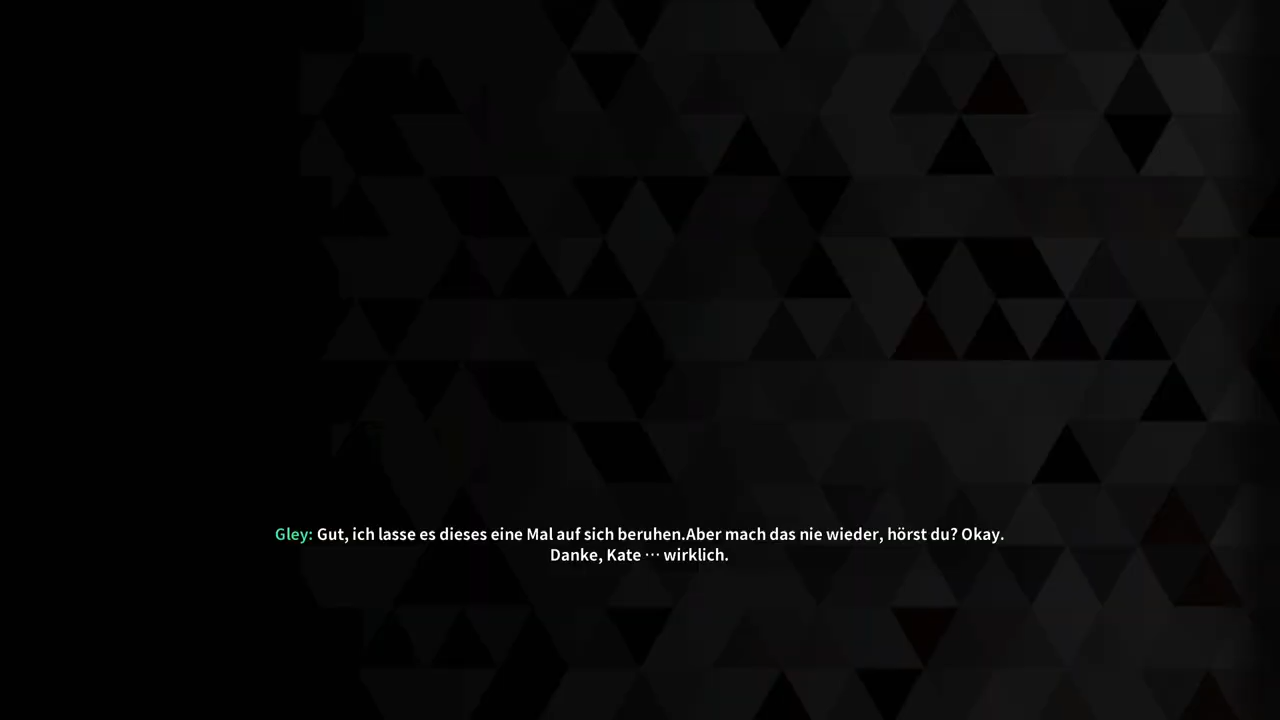 Gley: Gut, ich lasse es dieses eine Mal auf sich beruhen.Aber mach das nie wieder, hörst du? Okay.
Danke, Kate ··· wirklich.